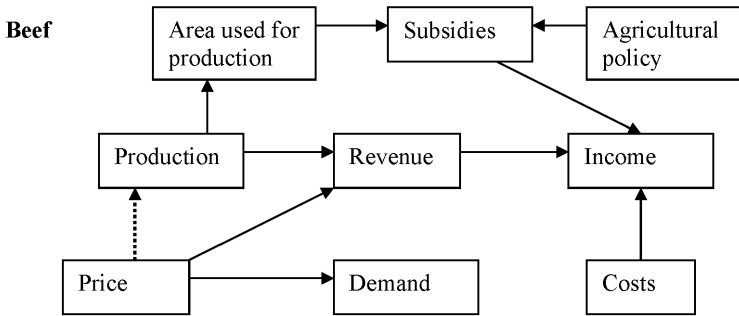 Beef
Area used for
production
Subsidies
Agricultural
policy
Production
Revenue
Income
Price
Demand
Costs